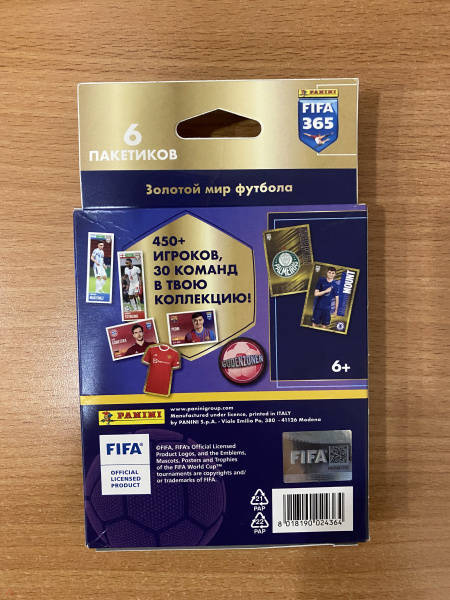 6
ПАКЕТИКОВ
PANINI
FIFA
365
Золотой мир футбола
450+
ИГРОКОВ,
30 КОМАНД
В ТВОЮ
КОЛЛЕКЦИЮ!
PALMEIRAS
MOUNT
PEDRI
GUDENZONEN
6+
PANINI
www.paninigroup.com
Manufactured under licence, printed in ITALY
by PANINI S.p.A. - Viale Emilio Po, 380 - 41126 Modena
FIFA®
OFFICIAL
LICENSED
PRODUCT
©FIFA, FIFA's Official Licensed
Product Logos, and the Emblems,
Mascots, Posters and Trophies
of the FIFA World Cup™
tournaments are copyrights and/
or trademarks of FIFA.
FIFA
21
PAP
22
PAP
8 018190 024364